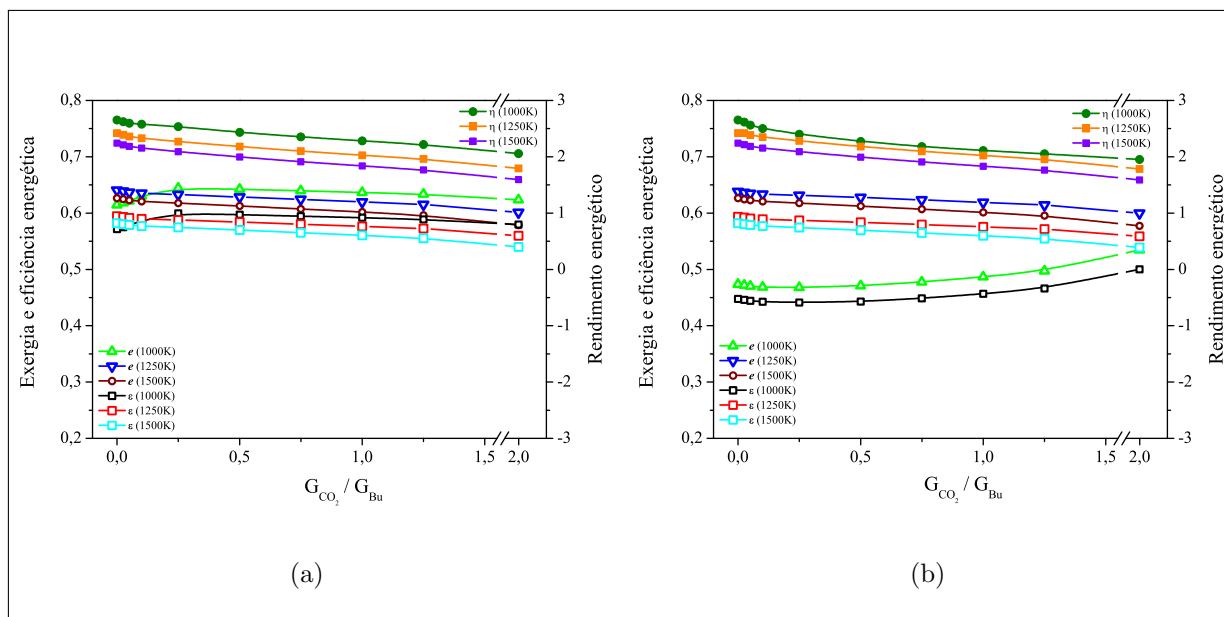 η (1000K)
η (1250K)
η (1500K)
e (1000K)
e (1250K)
e (1500K)
ε (1000K)
ε (1250K)
ε (1500K)
0,8
0,7
0,6
0,5
0,4
0,3
0,2
3
2
1
0
-1
-2
-3
0,0 0,5 1,0 1,5 2,0
Exergia e eficiência energética
Rendimento energético
G_CO₂ / G_Bu
(a)
η (1000K)
η (1250K)
η (1500K)
e (1000K)
e (1250K)
e (1500K)
ε (1000K)
ε (1250K)
ε (1500K)
0,8
0,7
0,6
0,5
0,4
0,3
0,2
3
2
1
0
-1
-2
-3
0,0 0,5 1,0 1,5 2,0
Exergia e eficiência energética
Rendimento energético
G_CO₂ / G_Bu
(b)